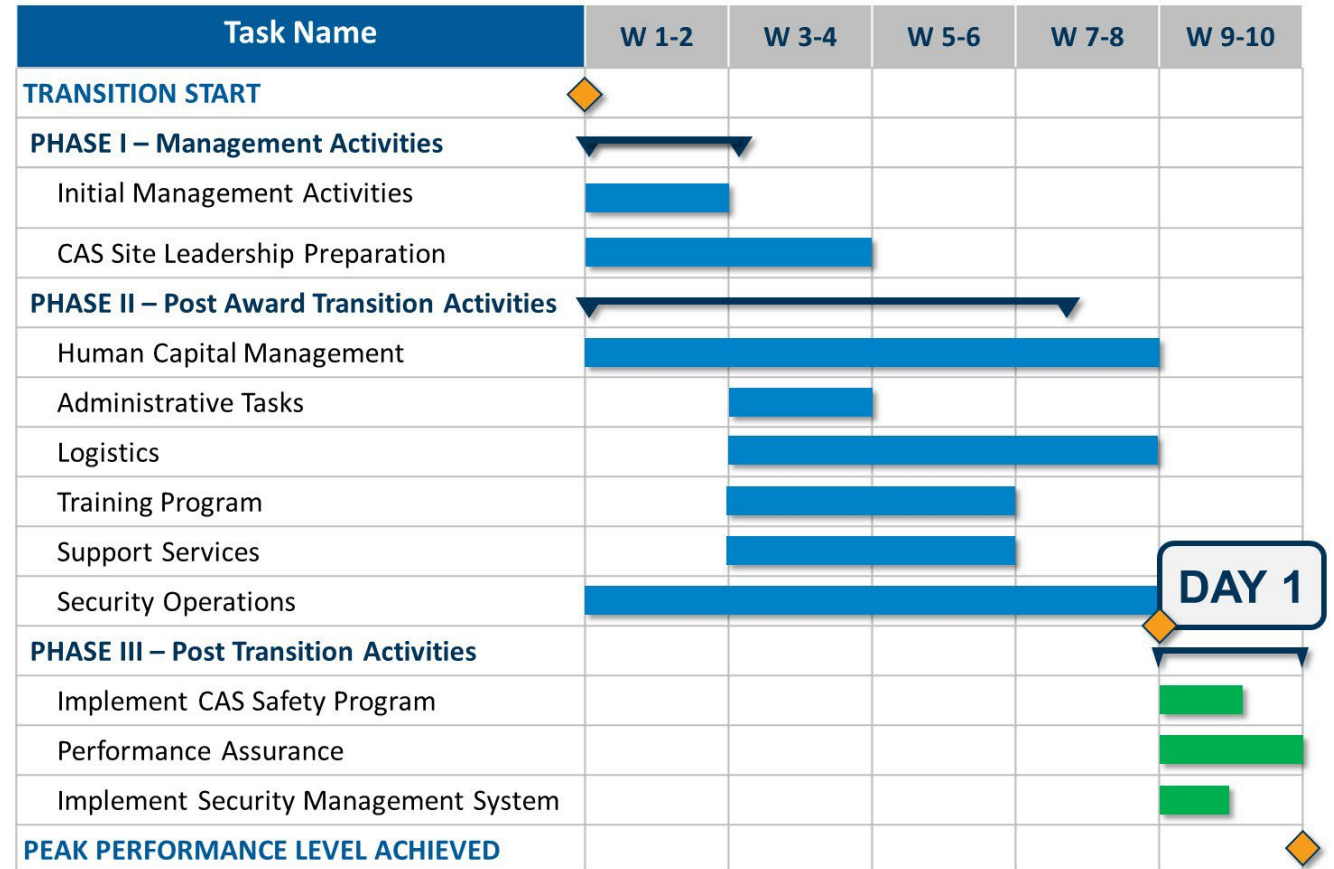 Task Name W 1-2 W 3-4 W 5-6 W 7-8 W 9-10
TRANSITION START
PHASE I – Management Activities
Initial Management Activities
CAS Site Leadership Preparation
PHASE II – Post Award Transition Activities
Human Capital Management
Administrative Tasks
Logistics
Training Program
Support Services
Security Operations
DAY 1
PHASE III – Post Transition Activities
Implement CAS Safety Program
Performance Assurance
Implement Security Management System
PEAK PERFORMANCE LEVEL ACHIEVED